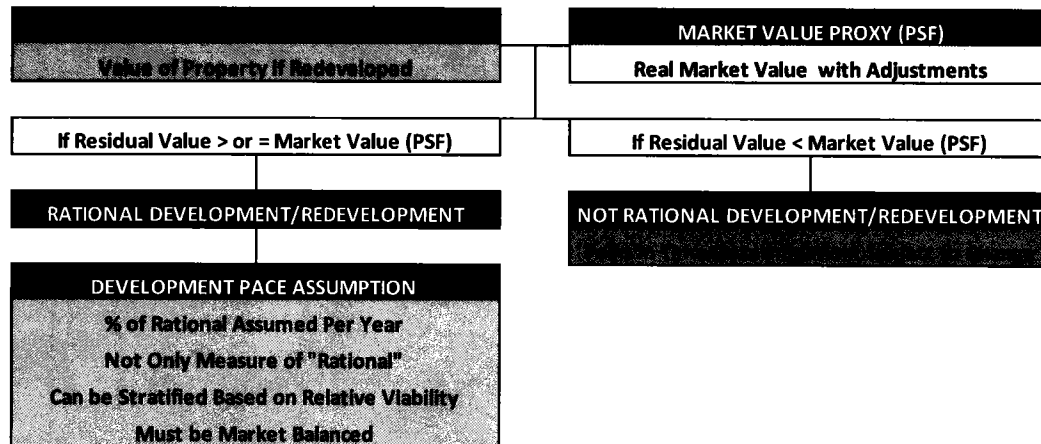 Value of Property if Redeveloped
MARKET VALUE PROXY (PSF)
Real Market Value with Adjustments
If Residual Value > or = Market Value (PSF)
If Residual Value < Market Value (PSF)
RATIONAL DEVELOPMENT/REDEVELOPMENT
NOT RATIONAL DEVELOPMENT/REDEVELOPMENT
DEVELOPMENT PACE ASSUMPTION
% of Rational Assumed Per Year
Not Only Measure of "Rational"
Can be Stratified Based on Relative Viability
Must be Market Balanced